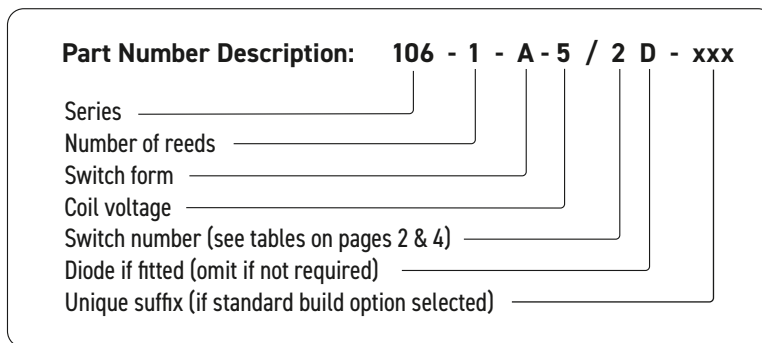 Part Number Description: 106 - 1 - A - 5 / 2 D - xxx
Series
Number of reeds
Switch form
Coil voltage
Switch number (see tables on pages 2 & 4)
Diode if fitted (omit if not required)
Unique suffix (if standard build option selected)